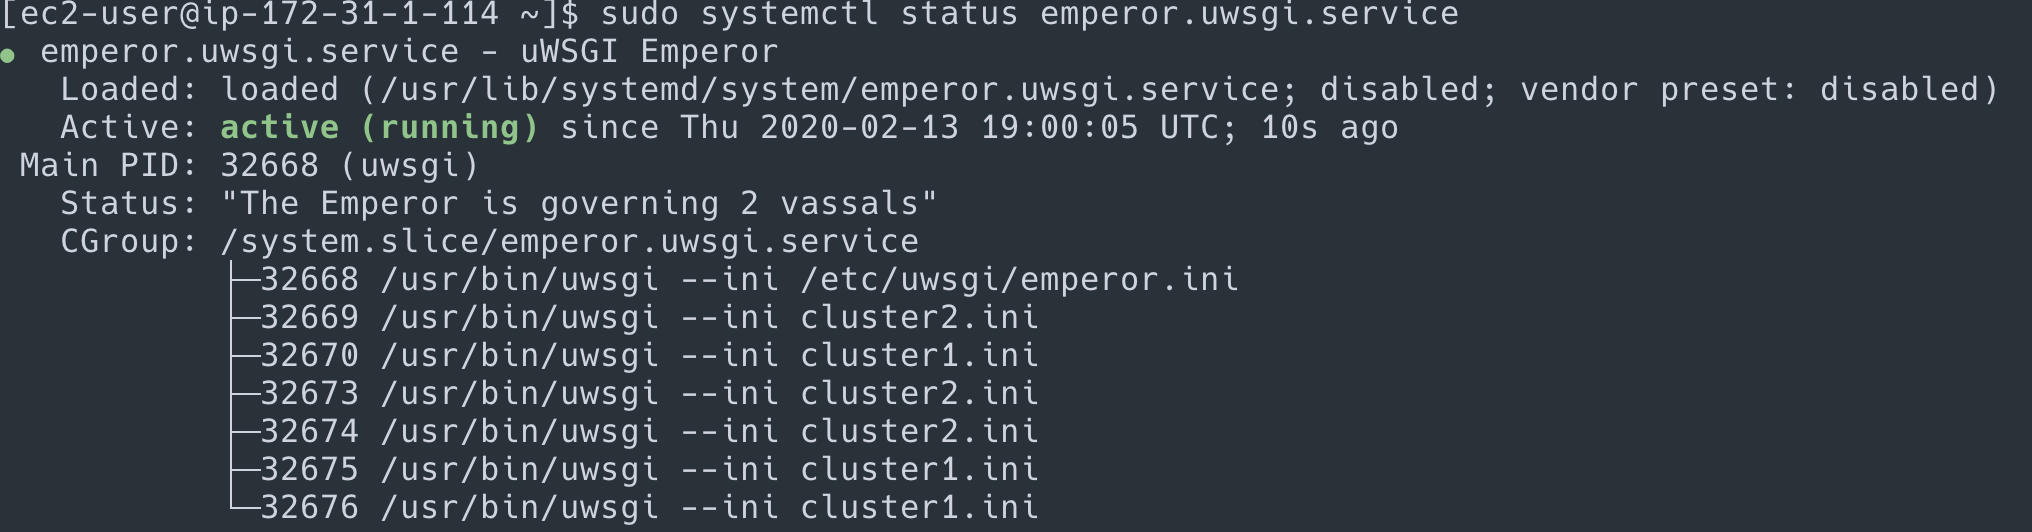 [ec2-user@ip-172-31-1-114 ~]$ sudo systemctl status emperor.uwsgi.service
● emperor.uwsgi.service - uWSGI Emperor
   Loaded: loaded (/usr/lib/systemd/system/emperor.uwsgi.service; disabled; vendor preset: disabled)
   Active: active (running) since Thu 2020-02-13 19:00:05 UTC; 10s ago
 Main PID: 32668 (uwsgi)
   Status: "The Emperor is governing 2 vassals"
   CGroup: /system.slice/emperor.uwsgi.service
           ├─32668 /usr/bin/uwsgi --ini /etc/uwsgi/emperor.ini
           ├─32669 /usr/bin/uwsgi --ini cluster2.ini
           ├─32670 /usr/bin/uwsgi --ini cluster1.ini
           ├─32673 /usr/bin/uwsgi --ini cluster2.ini
           ├─32674 /usr/bin/uwsgi --ini cluster2.ini
           ├─32675 /usr/bin/uwsgi --ini cluster1.ini
           └─32676 /usr/bin/uwsgi --ini cluster1.ini